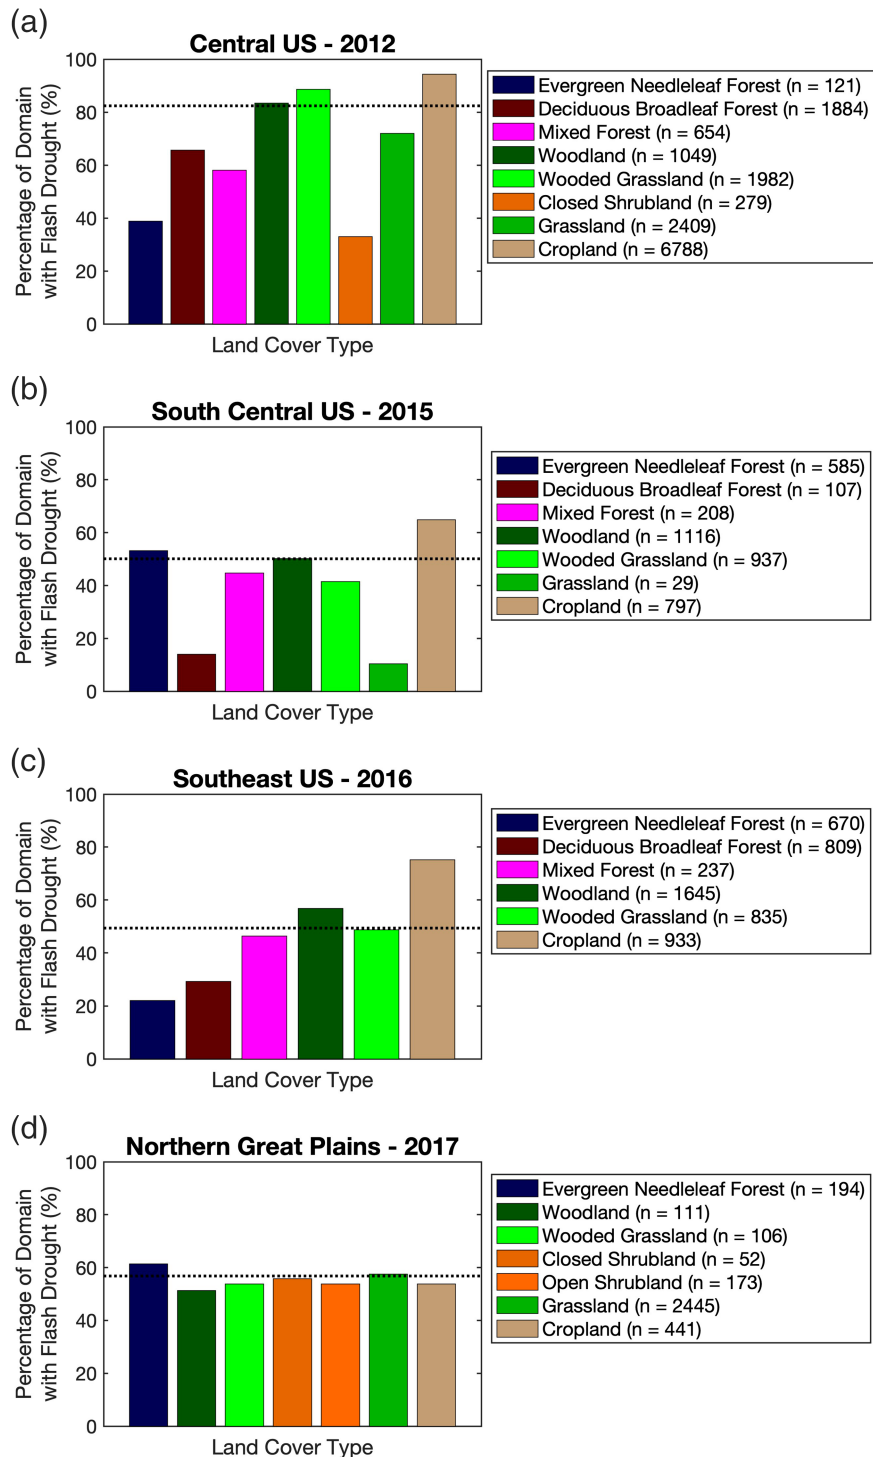 (a)
Central US - 2012
Percentage of Domain
with Flash Drought (%)
100
80
60
40
20
0
Land Cover Type
Evergreen Needleleaf Forest (n = 121)
Deciduous Broadleaf Forest (n = 1884)
Mixed Forest (n = 654)
Woodland (n = 1049)
Wooded Grassland (n = 1982)
Closed Shrubland (n = 279)
Grassland (n = 2409)
Cropland (n = 6788)
(b)
South Central US - 2015
Percentage of Domain
with Flash Drought (%)
100
80
60
40
20
0
Land Cover Type
Evergreen Needleleaf Forest (n = 585)
Deciduous Broadleaf Forest (n = 107)
Mixed Forest (n = 208)
Woodland (n = 1116)
Wooded Grassland (n = 937)
Grassland (n = 29)
Cropland (n = 797)
(c)
Southeast US - 2016
Percentage of Domain
with Flash Drought (%)
100
80
60
40
20
0
Land Cover Type
Evergreen Needleleaf Forest (n = 670)
Deciduous Broadleaf Forest (n = 809)
Mixed Forest (n = 237)
Woodland (n = 1645)
Wooded Grassland (n = 835)
Cropland (n = 933)
(d)
Northern Great Plains - 2017
Percentage of Domain
with Flash Drought (%)
100
80
60
40
20
0
Land Cover Type
Evergreen Needleleaf Forest (n = 194)
Woodland (n = 111)
Wooded Grassland (n = 106)
Closed Shrubland (n = 52)
Open Shrubland (n = 173)
Grassland (n = 2445)
Cropland (n = 441)